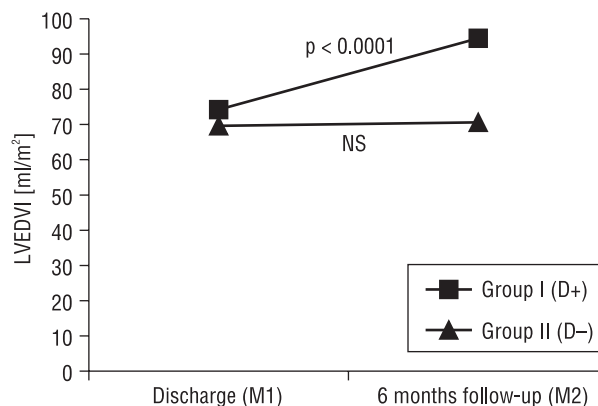 100
90
80
70
60
50
40
30
20
10
0
LVEDVI [ml/m²]
p < 0.0001
NS
Group I (D+)
Group II (D–)
Discharge (M1)
6 months follow-up (M2)